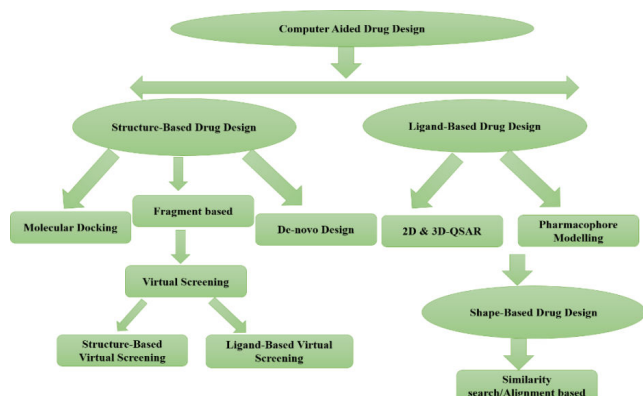 Computer Aided Drug Design
Structure-Based Drug Design
Ligand-Based Drug Design
Molecular Docking
Fragment based
De-novo Design
2D & 3D-QSAR
Pharmacophore
Modelling
Virtual Screening
Shape-Based Drug Design
Structure-Based
Virtual Screening
Ligand-Based Virtual
Screening
Similarity
search/Alignment based